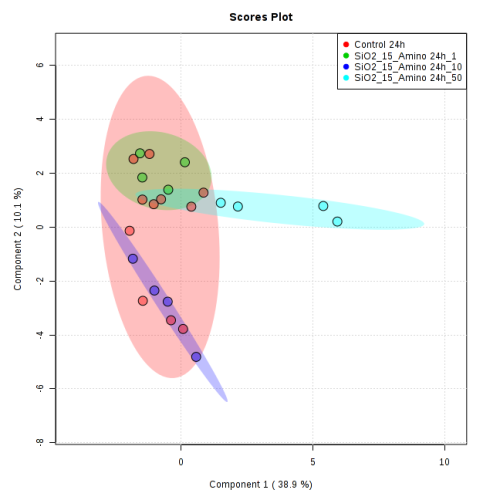 Scores Plot
Control 24h
SiO2_15_Amino 24h_1
SiO2_15_Amino 24h_10
SiO2_15_Amino 24h_50
6
4
2
0
-2
-4
-6
-8
Component 2 ( 10.1 %)
0
5
10
Component 1 ( 38.9 %)